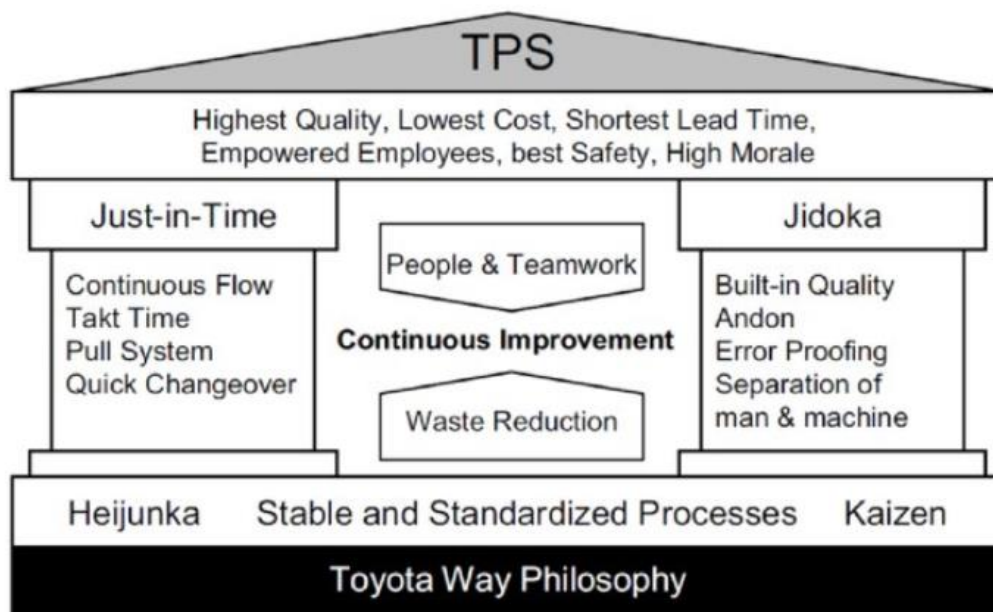 TPS
Highest Quality, Lowest Cost, Shortest Lead Time,
Empowered Employees, best Safety, High Morale
Just-in-Time
Continuous Flow
Takt Time
Pull System
Quick Changeover
People & Teamwork
Continuous Improvement
Waste Reduction
Jidoka
Built-in Quality
Andon
Error Proofing
Separation of
man & machine
Heijunka Stable and Standardized Processes Kaizen
Toyota Way Philosophy